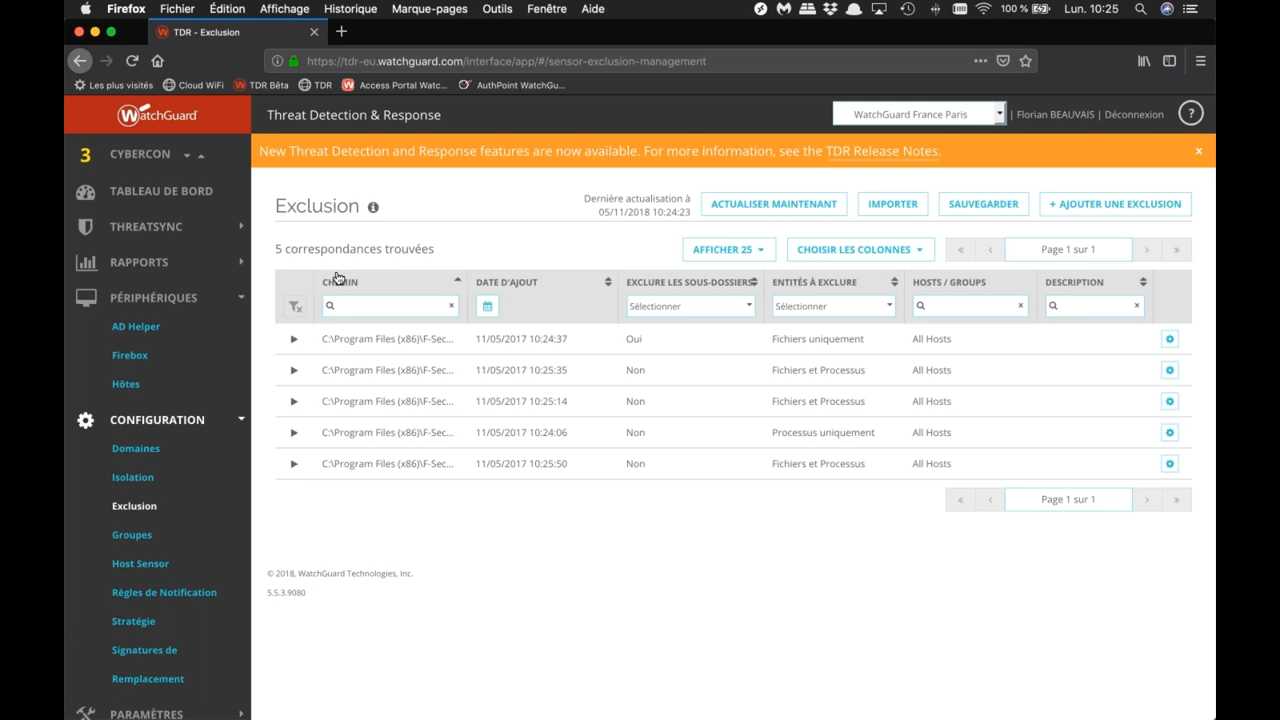 Firefox Fichier Édition Affichage Historique Marque-pages Outils Fenêtre Aide 100 % Lun. 10:25
TDR - Exclusion
https://tdr-eu.watchguard.com/interface/app/#/sensor-exclusion-management
Les plus visités Cloud WiFi TDR Bêta TDR Access Portal Watc... AuthPoint WatchGu...
WatchGuard
Threat Detection & Response
WatchGuard France Paris | Florian BEAUVAIS | Déconnexion ?
3 CYBERCON
New Threat Detection and Response features are now available. For more information, see the TDR Release Notes.
TABLEAU DE BORD
THREATSYNC
RAPPORTS
PÉRIPHÉRIQUES
AD Helper
Firebox
Hôtes
CONFIGURATION
Domaines
Isolation
Exclusion
Groupes
Host Sensor
Règles de Notification
Stratégie
Signatures de
Remplacement
PARAMÈTRES
Exclusion
Dernière actualisation à
05/11/2018 10:24:23
ACTUALISER MAINTENANT IMPORTER SAUVEGARDER + AJOUTER UNE EXCLUSION
5 correspondances trouvées AFFICHER 25 CHOISIR LES COLONNES « ‹ Page 1 sur 1 › »
CHEMIN DATE D'AJOUT EXCLURE LES SOUS-DOSSIERS ENTITÉS À EXCLURE HOSTS / GROUPS DESCRIPTION
Sélectionner Sélectionner
C:\Program Files (x86)\F-Sec... 11/05/2017 10:24:37 Oui Fichiers uniquement All Hosts
C:\Program Files (x86)\F-Sec... 11/05/2017 10:25:35 Non Fichiers et Processus All Hosts
C:\Program Files (x86)\F-Sec... 11/05/2017 10:25:14 Non Fichiers et Processus All Hosts
C:\Program Files (x86)\F-Sec... 11/05/2017 10:24:06 Non Processus uniquement All Hosts
C:\Program Files (x86)\F-Sec... 11/05/2017 10:25:50 Non Fichiers et Processus All Hosts
« ‹ Page 1 sur 1 › »
© 2018, WatchGuard Technologies, Inc.
5.5.3.9080